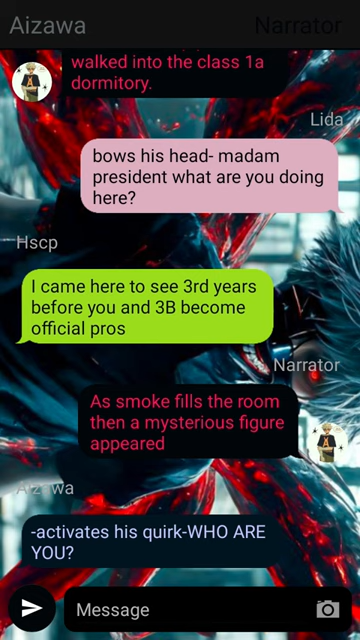 Aizawa
Narrator
walked into the class 1a
dormitory.
Lida
bows his head- madam
president what are you doing
here?
Hscp
I came here to see 3rd years
before you and 3B become
official pros
Narrator
As smoke fills the room
then a mysterious figure
appeared
Aizawa
-activates his quirk-WHO ARE
YOU?
Message